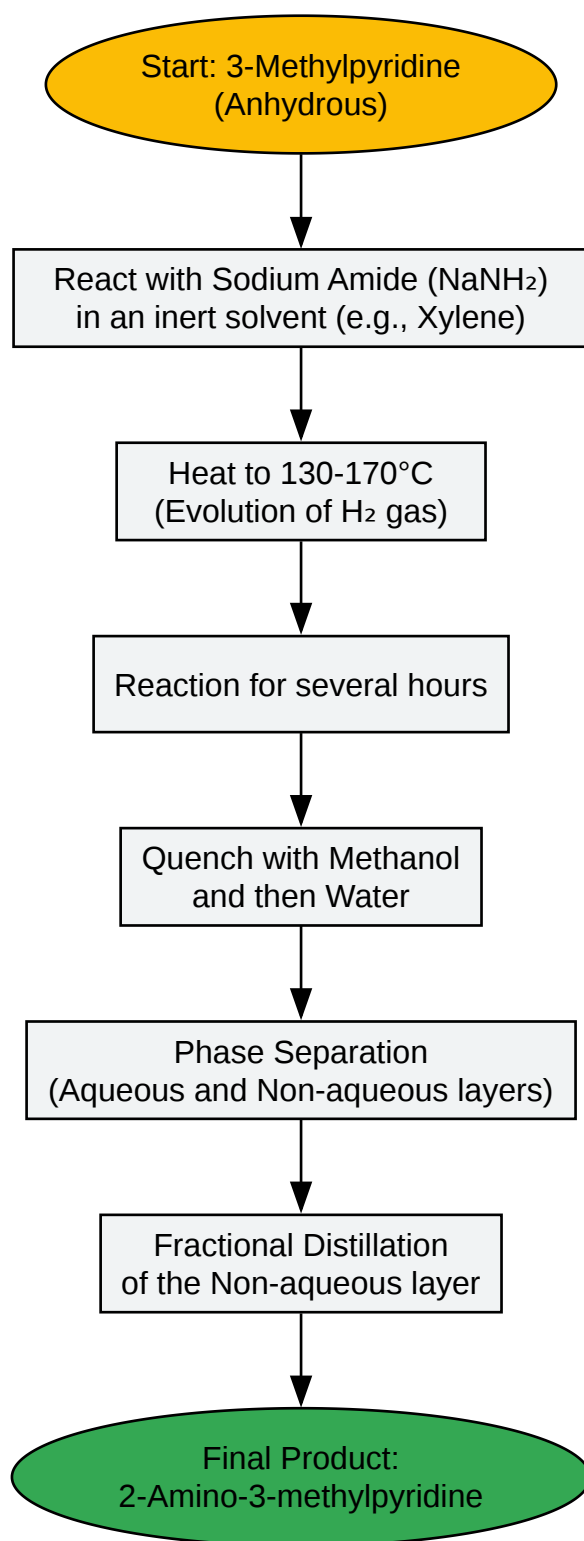 Start: 3-Methylpyridine
(Anhydrous)
React with Sodium Amide (NaNH₂)
in an inert solvent (e.g., Xylene)
Heat to 130-170°C
(Evolution of H₂ gas)
Reaction for several hours
Quench with Methanol
and then Water
Phase Separation
(Aqueous and Non-aqueous layers)
Fractional Distillation
of the Non-aqueous layer
Final Product:
2-Amino-3-methylpyridine